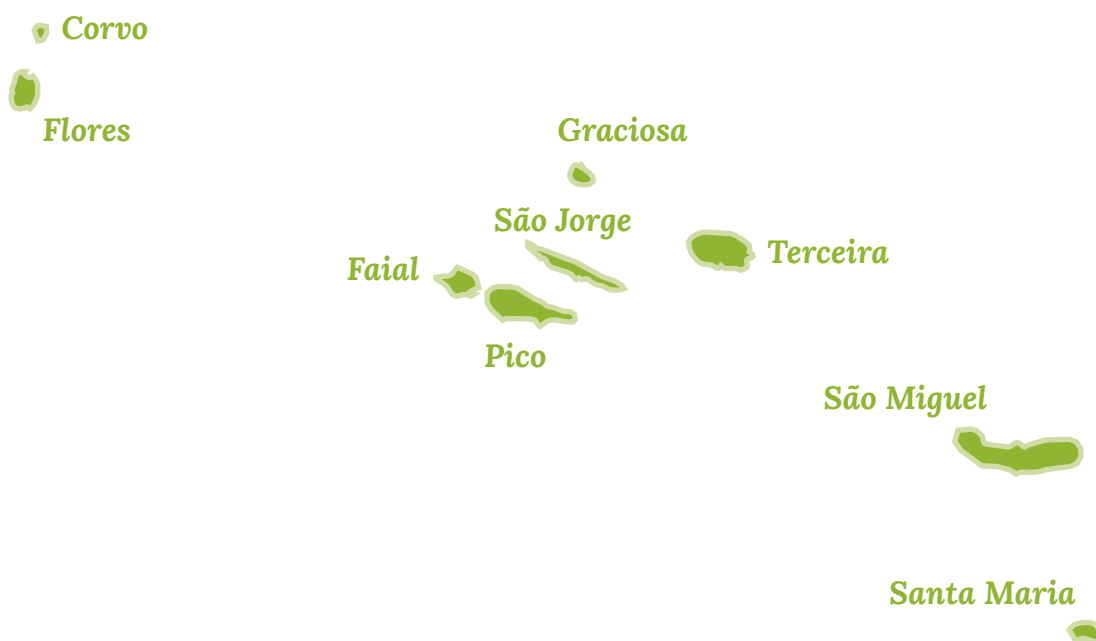 Corvo
Flores
Graciosa
São Jorge
Terceira
Faial
Pico
São Miguel
Santa Maria